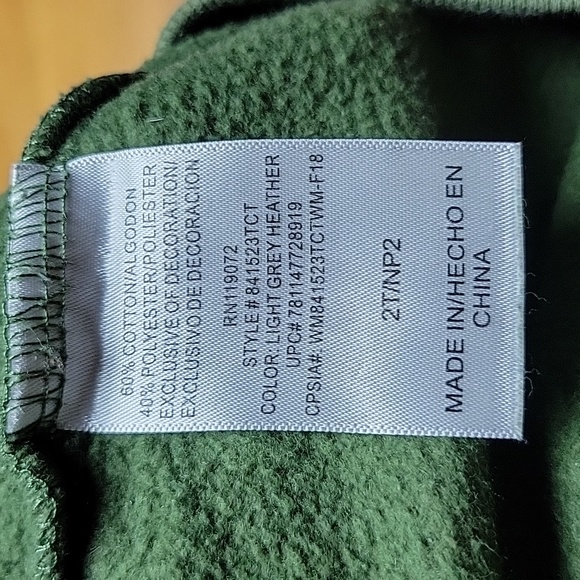 60% COTTON/ALGODON
40% POLYESTER/POLIESTER
EXCLUSIVE OF DECORATION/
EXCLUSIVO DE DECORACION
RN119072
STYLE# 841523TCT
COLOR: LIGHT GREY HEATHER
UPC# 781147728919
CPSIA#: WM841523TCTWM-F18
2T/NP2
MADE IN/HECHO EN
CHINA